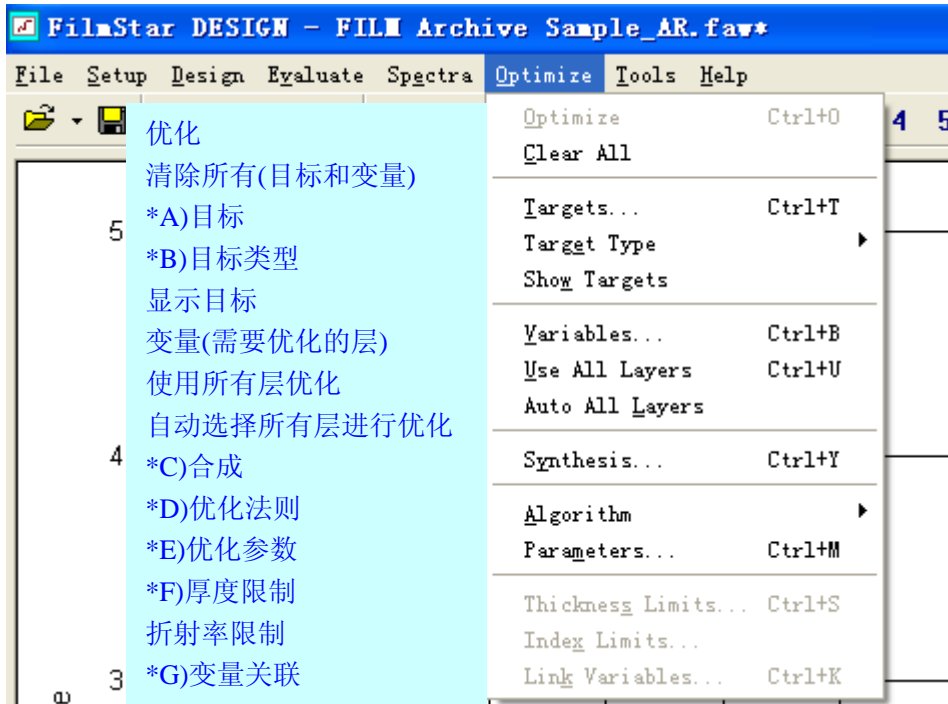 FilmStar DESIGN - FILM Archive Sample_AR.faw*
File Setup Design Evaluate Spectra Optimize Tools Help
4 5
优化
清除所有(目标和变量)
*A)目标
*B)目标类型
显示目标
变量(需要优化的层)
使用所有层优化
自动选择所有层进行优化
*C)合成
*D)优化法则
*E)优化参数
*F)厚度限制
折射率限制
*G)变量关联
Optimize Ctrl+O
Clear All
Targets... Ctrl+T
Target Type
Show Targets
Variables... Ctrl+B
Use All Layers Ctrl+U
Auto All Layers
Synthesis... Ctrl+Y
Algorithm
Parameters... Ctrl+M
Thickness Limits... Ctrl+S
Index Limits...
Link Variables... Ctrl+K
5
4
3
e